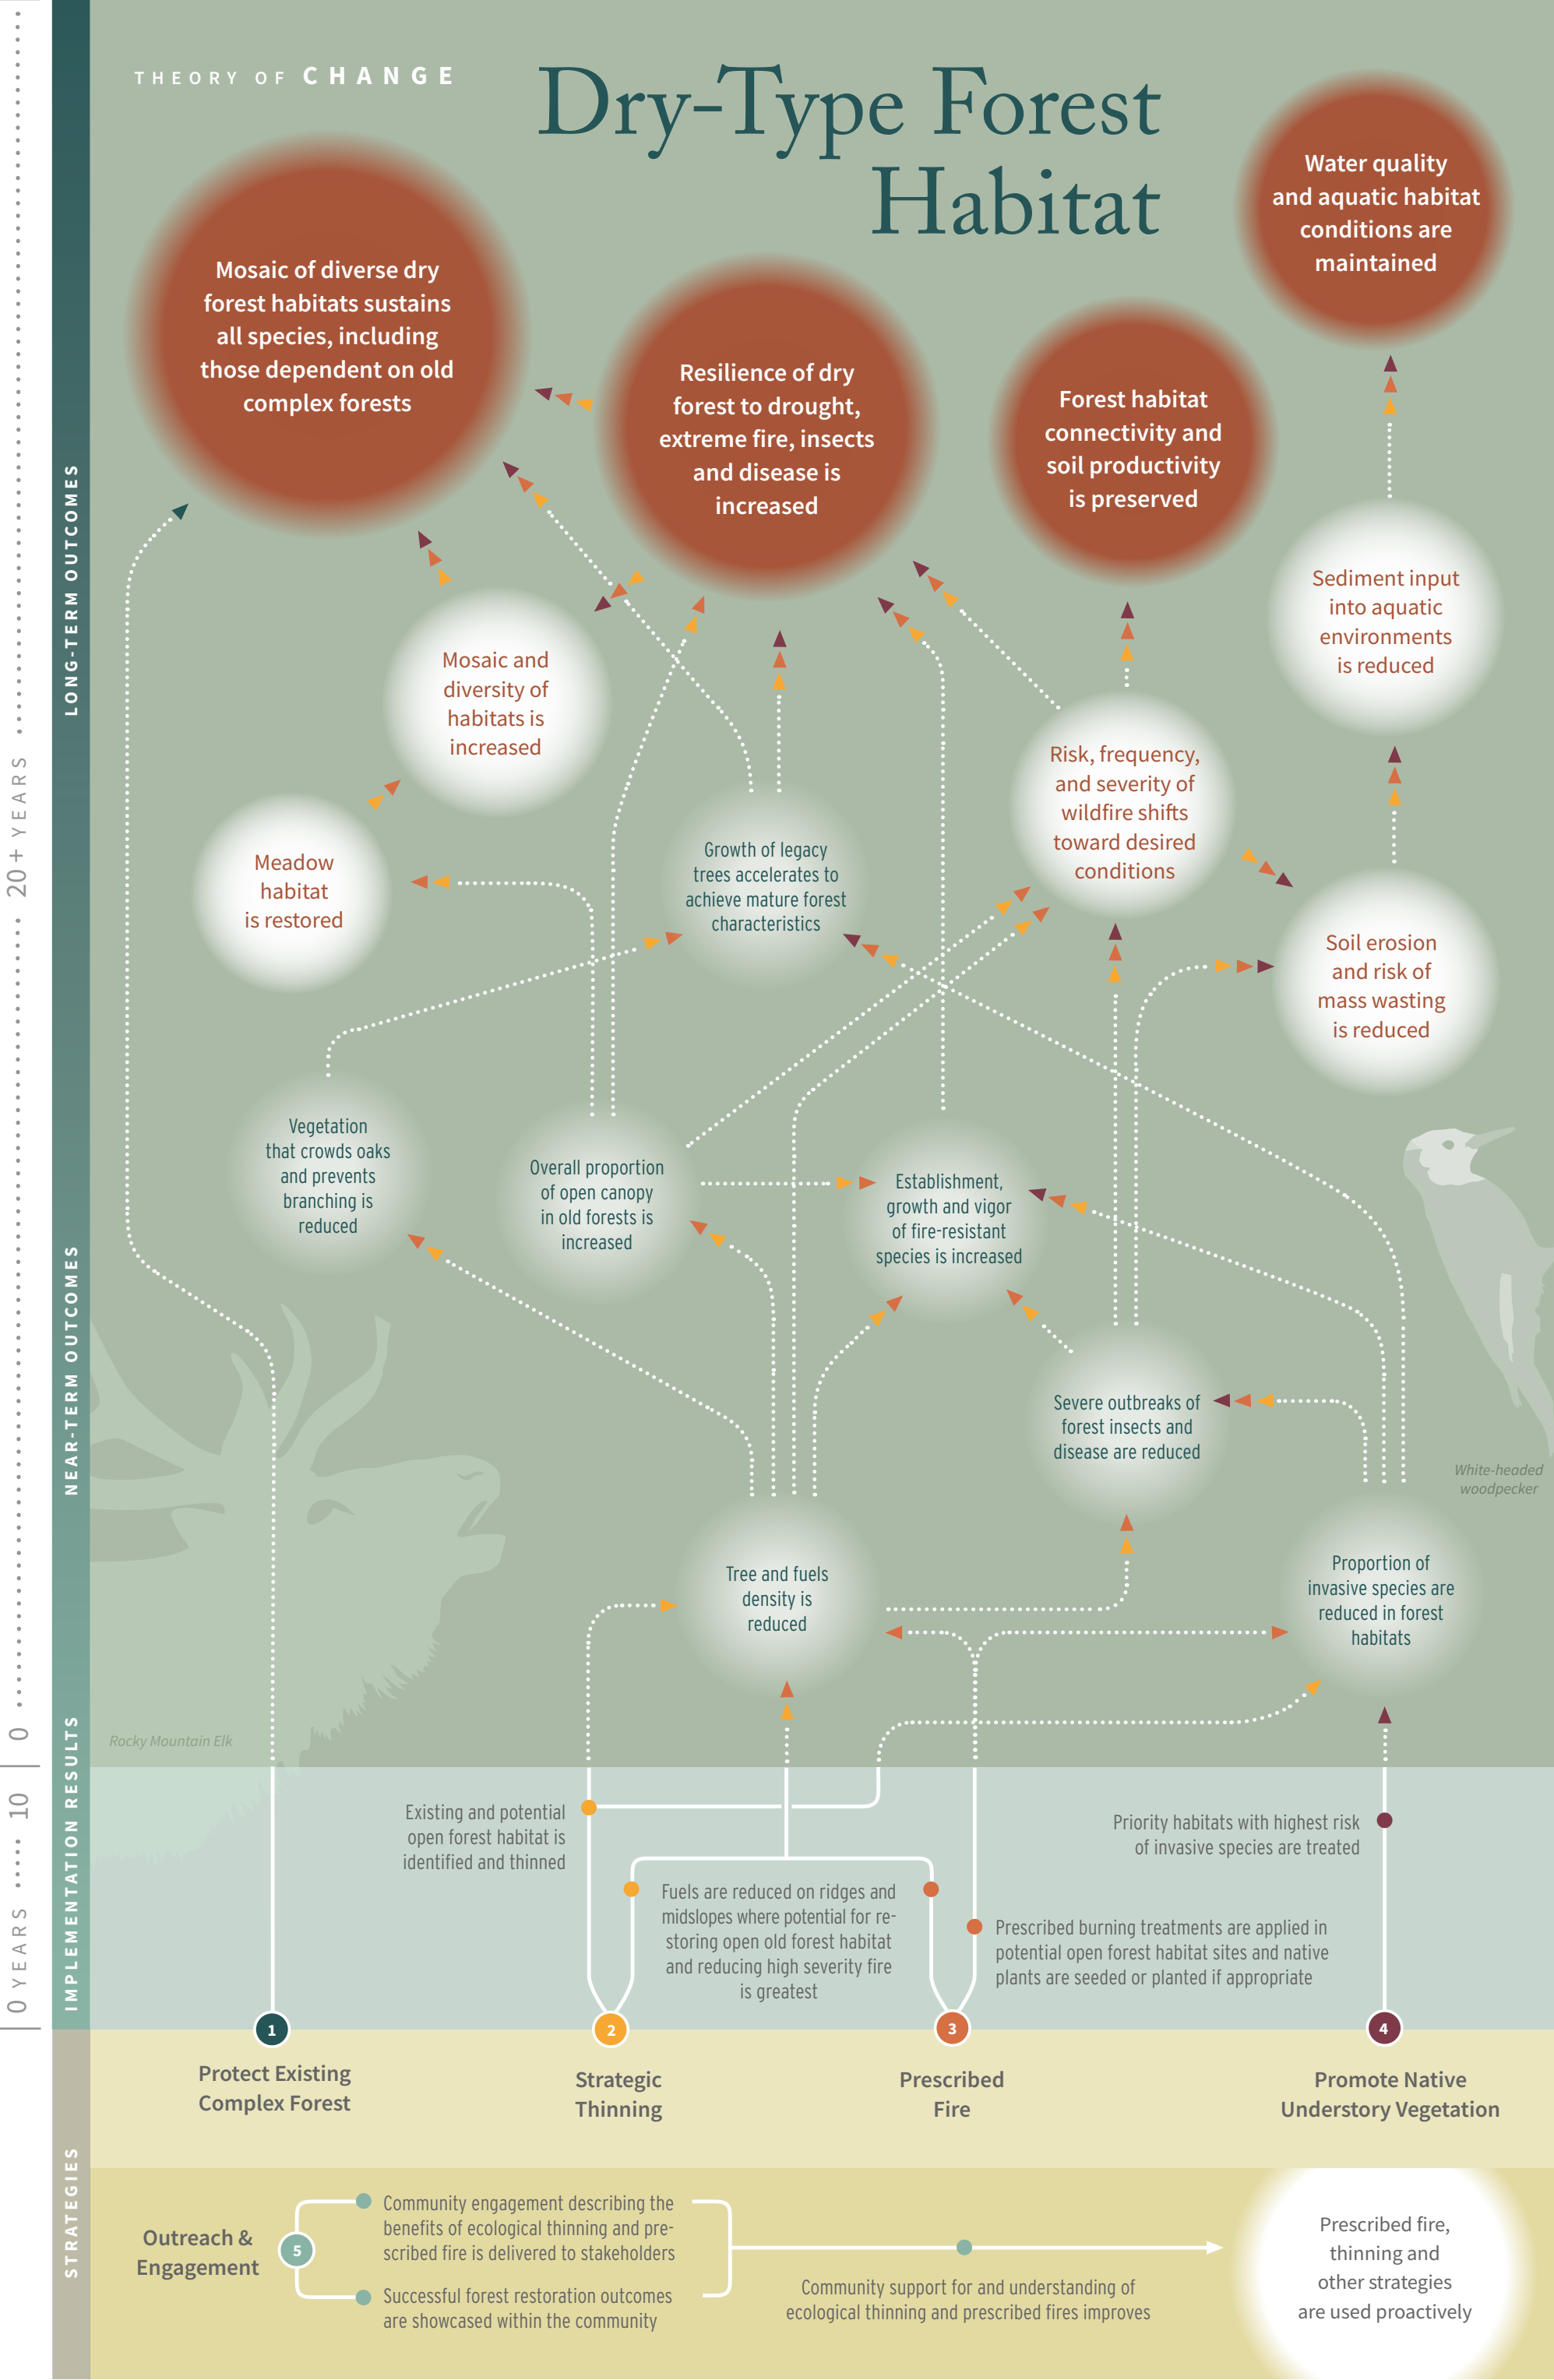 THEORY OF CHANGE
Dry-Type Forest
Habitat
Water quality
and aquatic habitat
conditions are
maintained
Mosaic of diverse dry
forest habitats sustains
all species, including
those dependent on old
complex forests
Resilience of dry
forest to drought,
extreme fire, insects
and disease is
increased
Forest habitat
connectivity and
soil productivity
is preserved
Sediment input
into aquatic
environments
is reduced
Mosaic and
diversity of
habitats is
increased
Risk, frequency,
and severity of
wildfire shifts
toward desired
conditions
Meadow
habitat
is restored
Growth of legacy
trees accelerates to
achieve mature forest
characteristics
Soil erosion
and risk of
mass wasting
is reduced
Vegetation
that crowds oaks
and prevents
branching is
reduced
Overall proportion
of open canopy
in old forests is
increased
Establishment,
growth and vigor
of fire-resistant
species is increased
Severe outbreaks of
forest insects and
disease are reduced
White-headed
woodpecker
Tree and fuels
density is
reduced
Proportion of
invasive species are
reduced in forest
habitats
Rocky Mountain Elk
LONG-TERM OUTCOMES
NEAR-TERM OUTCOMES
IMPLEMENTATION RESULTS
STRATEGIES
20+ YEARS
0
10
0 YEARS
Existing and potential
open forest habitat is
identified and thinned
Priority habitats with highest risk
of invasive species are treated
Fuels are reduced on ridges and
midslopes where potential for re-
storing open old forest habitat
and reducing high severity fire
is greatest
Prescribed burning treatments are applied in
potential open forest habitat sites and native
plants are seeded or planted if appropriate
1
2
3
4
Protect Existing
Complex Forest
Strategic
Thinning
Prescribed
Fire
Promote Native
Understory Vegetation
Outreach &
Engagement
5
Community engagement describing the
benefits of ecological thinning and pre-
scribed fire is delivered to stakeholders
Successful forest restoration outcomes
are showcased within the community
Community support for and understanding of
ecological thinning and prescribed fires improves
Prescribed fire,
thinning and
other strategies
are used proactively